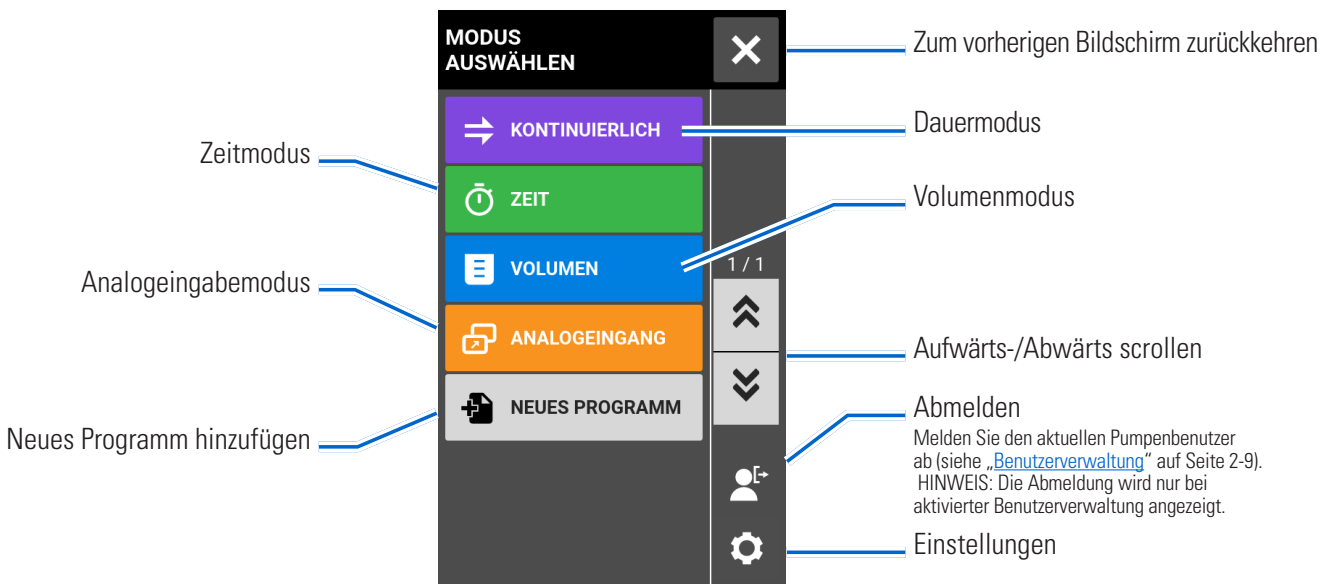 MODUS
AUSWÄHLEN
Zum vorherigen Bildschirm zurückkehren
KONTINUIERLICH
Dauermodus
Zeitmodus
ZEIT
Volumenmodus
VOLUMEN
1 / 1
Analogeingabemodus
ANALOGEINGANG
Aufwärts-/Abwärts scrollen
NEUES PROGRAMM
Neues Programm hinzufügen
Abmelden
Melden Sie den aktuellen Pumpenbenutzer
ab (siehe „Benutzerverwaltung“ auf Seite 2-9).
HINWEIS: Die Abmeldung wird nur bei
aktivierter Benutzerverwaltung angezeigt.
Einstellungen